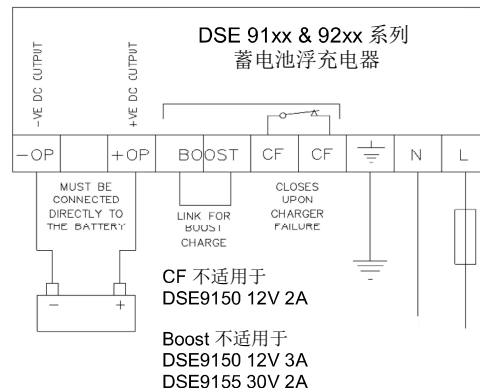 DSE 91xx & 92xx 系列
蓄电池浮充电器
-VE DC OUTPUT
+VE DC OUTPUT
-OP
+OP
BOOST
CF
CF
N
L
MUST BE
CONNECTED
DIRECTLY TO
THE BATTERY
LINK FOR
BOOST
CHARGE
CLOSES
UPON
CHARGER
FAILURE
- +
CF 不适用于
DSE9150 12V 2A
Boost 不适用于
DSE9150 12V 3A
DSE9155 30V 2A